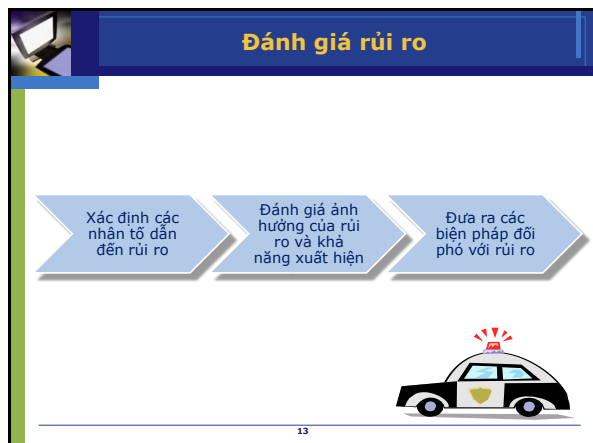 Đánh giá rủi ro
Xác định các
nhân tố dẫn
đến rủi ro
Đánh giá ảnh
hưởng của rủi
ro và khả
năng xuất hiện
Đưa ra các
biện pháp đối
phó với rủi ro
13